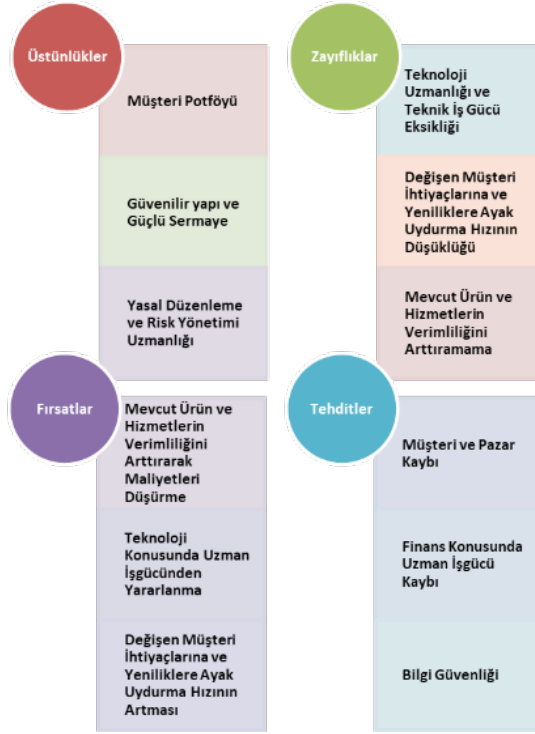 Üstünlükler
Müşteri Potföyü
Güvenilir yapı ve
Güçlü Sermaye
Yasal Düzenleme
ve Risk Yönetimi
Uzmanlığı
Zayıflıklar
Teknoloji
Uzmanlığı ve
Teknik İş Gücü
Eksikliği
Değişen Müşteri
İhtiyaçlarına ve
Yeniliklere Ayak
Uydurma Hızının
Düşüklüğü
Mevcut Ürün ve
Hizmetlerin
Verimliliğini
Arttıramama
Fırsatlar
Mevcut Ürün ve
Hizmetlerin
Verimliliğini
Arttırarak
Maliyetleri
Düşürme
Teknoloji
Konusunda Uzman
İşgücünden
Yararlanma
Değişen Müşteri
İhtiyaçlarına ve
Yeniliklere Ayak
Uydurma Hızının
Artması
Tehditler
Müşteri ve Pazar
Kaybı
Finans Konusunda
Uzman İşgücü
Kaybı
Bilgi Güvenliği